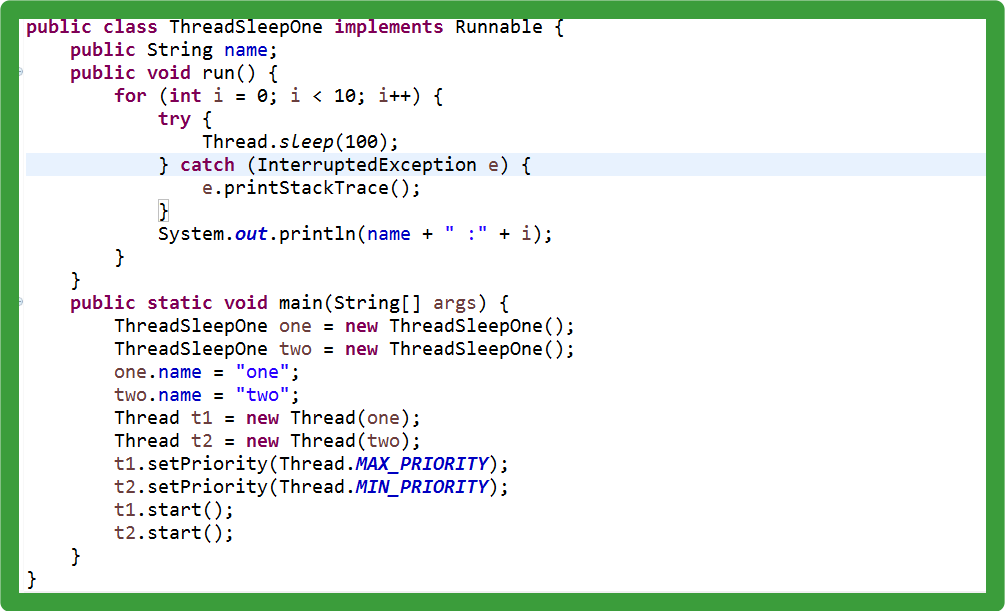 public class ThreadSleepOne implements Runnable {
    public String name;
    public void run() {
        for (int i = 0; i < 10; i++) {
            try {
                Thread.sleep(100);
            } catch (InterruptedException e) {
                e.printStackTrace();
            }
            System.out.println(name + " :" + i);
        }
    }
    public static void main(String[] args) {
        ThreadSleepOne one = new ThreadSleepOne();
        ThreadSleepOne two = new ThreadSleepOne();
        one.name = "one";
        two.name = "two";
        Thread t1 = new Thread(one);
        Thread t2 = new Thread(two);
        t1.setPriority(Thread.MAX_PRIORITY);
        t2.setPriority(Thread.MIN_PRIORITY);
        t1.start();
        t2.start();
    }
}